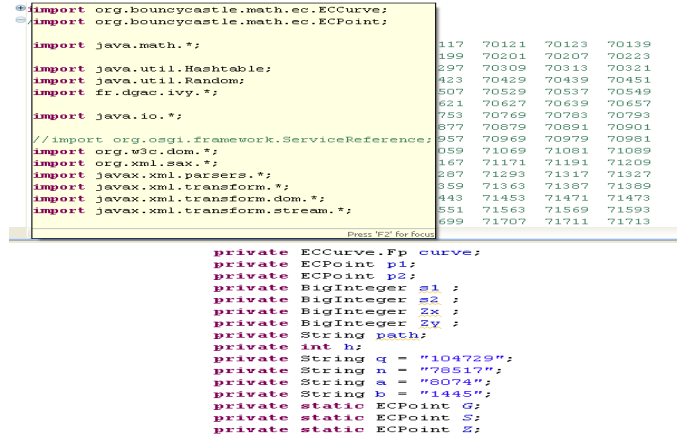 import org.bouncycastle.math.ec.ECCurve;
import org.bouncycastle.math.ec.ECPoint;
import java.math.*;
import java.util.Hashtable;
import java.util.Random;
import fr.dgac.ivy.*;
import java.io.*;
//import org.osgi.framework.ServiceReference;
import org.w3c.dom.*;
import org.xml.sax.*;
import javax.xml.parsers.*;
import javax.xml.transform.*;
import javax.xml.transform.dom.*;
import javax.xml.transform.stream.*;
Press 'F2' for focus
117 70121 70123 70139
199 70201 70207 70223
297 70309 70313 70321
423 70429 70439 70451
507 70529 70537 70549
621 70627 70639 70657
753 70769 70783 70793
877 70879 70891 70901
957 70969 70979 70981
059 71069 71081 71089
167 71171 71191 71209
287 71293 71317 71327
359 71363 71387 71389
443 71453 71471 71473
551 71563 71569 71593
699 71707 71711 71713
private ECCurve.Fp curve;
private ECPoint p1;
private ECPoint p2;
private BigInteger s1 ;
private BigInteger s2 ;
private BigInteger Zx ;
private BigInteger Zy ;
private String path;
private int h;
private String q = "104729";
private String n = "78517";
private String a = "8074";
private String b = "1445";
private static ECPoint G;
private static ECPoint S;
private static ECPoint Z;